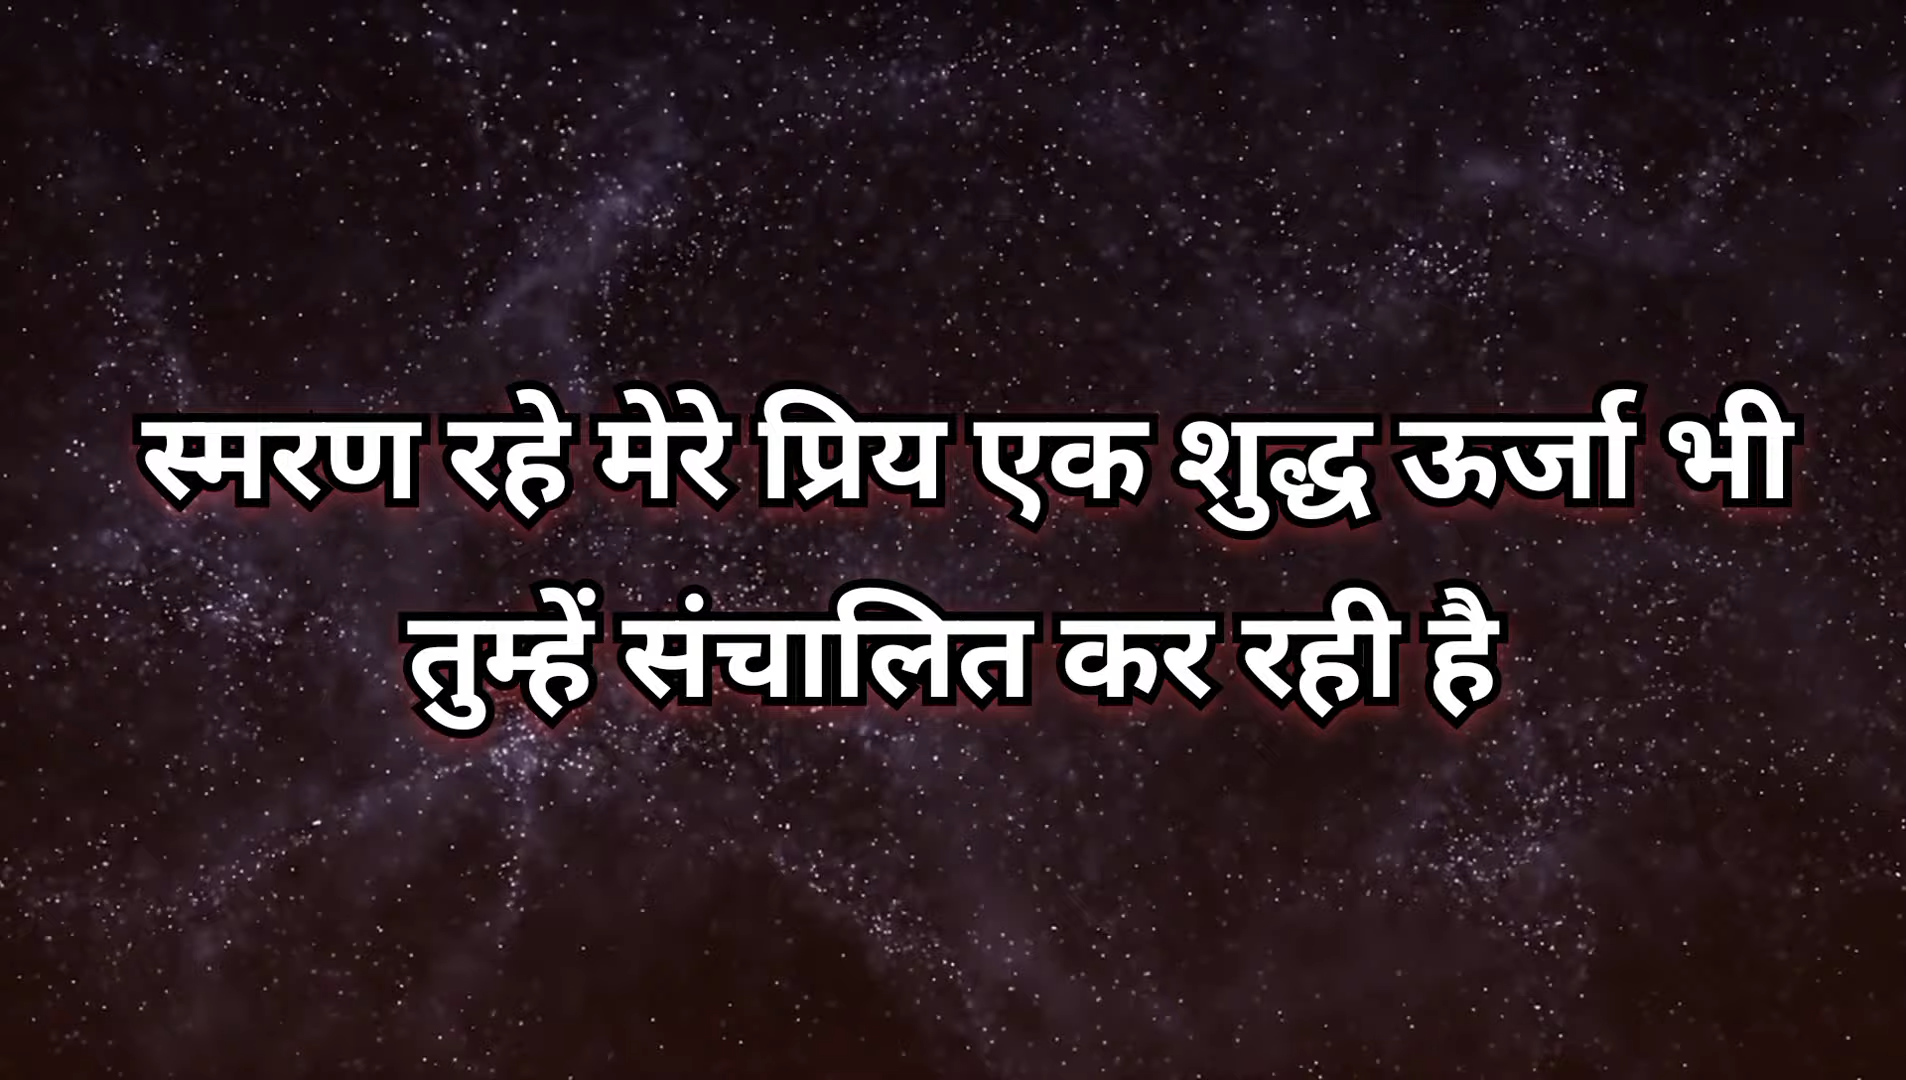 स्मरण रहे मेरे प्रिय एक शुद्ध ऊर्जा भी
तुम्हें संचालित कर रही है